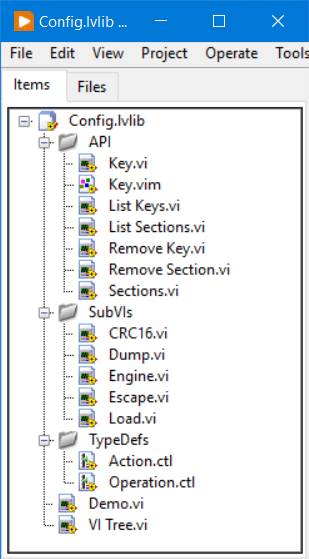 Config.lvlib ...
File Edit View Project Operate Tools
Items Files
Config.lvlib
API
Key.vi
Key.vim
List Keys.vi
List Sections.vi
Remove Key.vi
Remove Section.vi
Sections.vi
SubVIs
CRC16.vi
Dump.vi
Engine.vi
Escape.vi
Load.vi
TypeDefs
Action.ctl
Operation.ctl
Demo.vi
VI Tree.vi